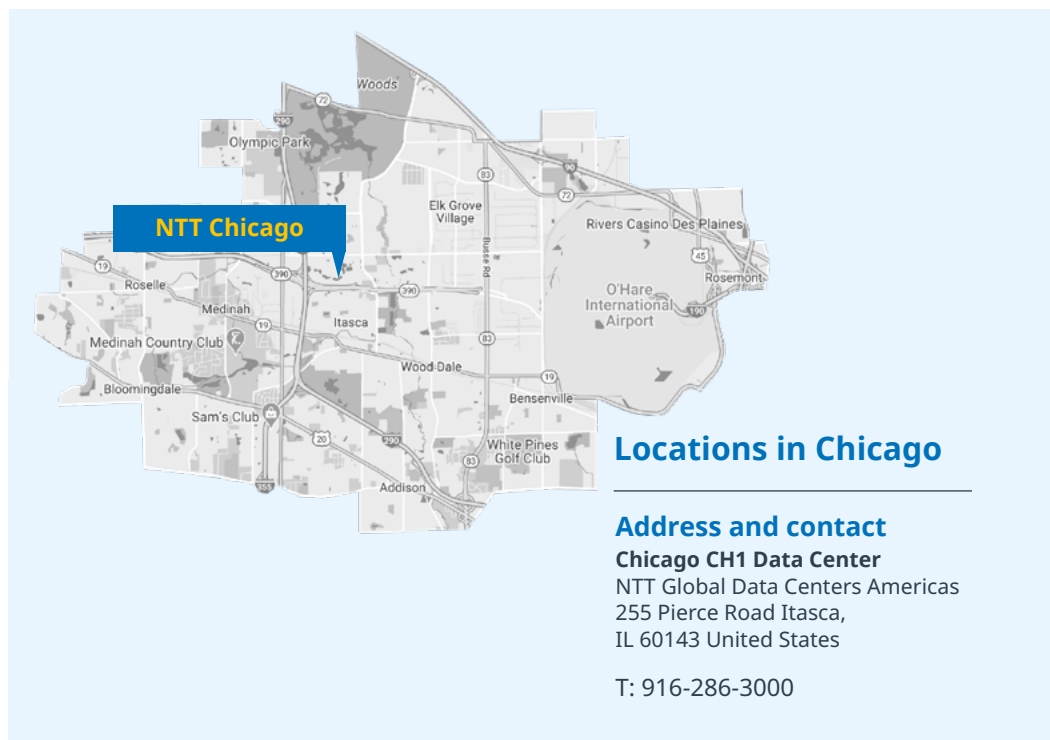 Woods
72
290
Olympic Park
90
83
72
Elk Grove
Village
NTT Chicago
Rivers Casino Des Plaines
Busse Rd
45
19
390
Rosemont
Roselle
390
O'Hare
International
Airport
190
Medinah
19
Itasca
83
Medinah Country Club
Wood Dale
19
Bloomingdale
Bensenville
Sam's Club
20
290
White Pines
Golf Club
83
355
Addison
Locations in Chicago
Address and contact
Chicago CH1 Data Center
NTT Global Data Centers Americas
255 Pierce Road Itasca,
IL 60143 United States
T: 916-286-3000